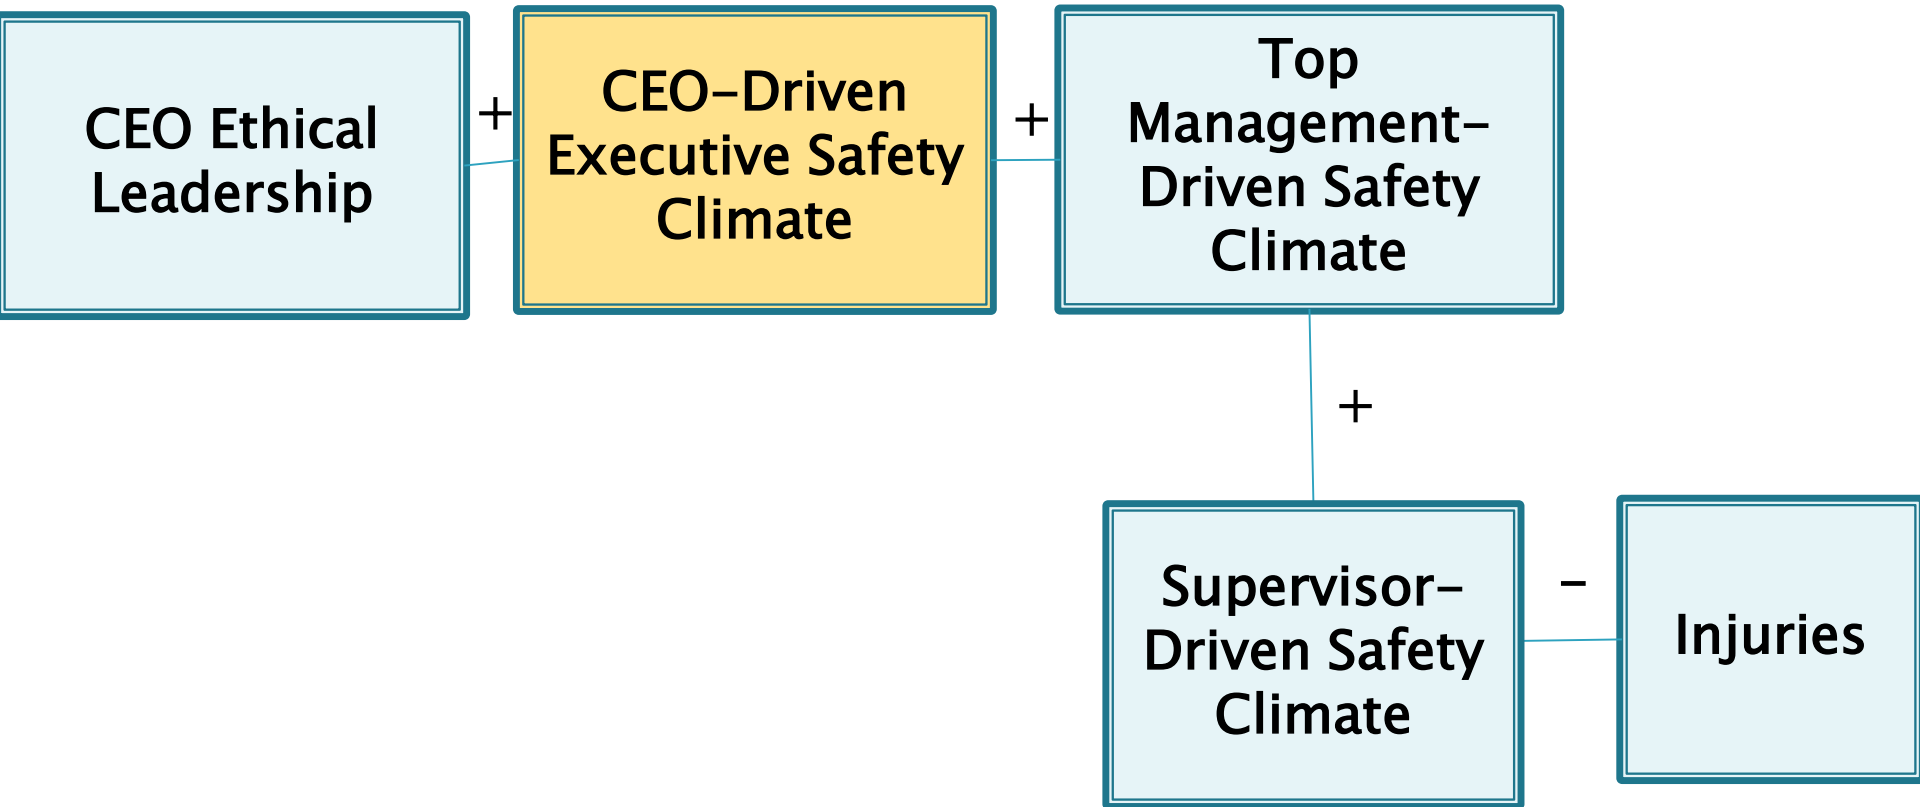 CEO Ethical
Leadership
+
CEO-Driven
Executive Safety
Climate
+
Top
Management-
Driven Safety
Climate
+
Supervisor-
Driven Safety
Climate
-
Injuries